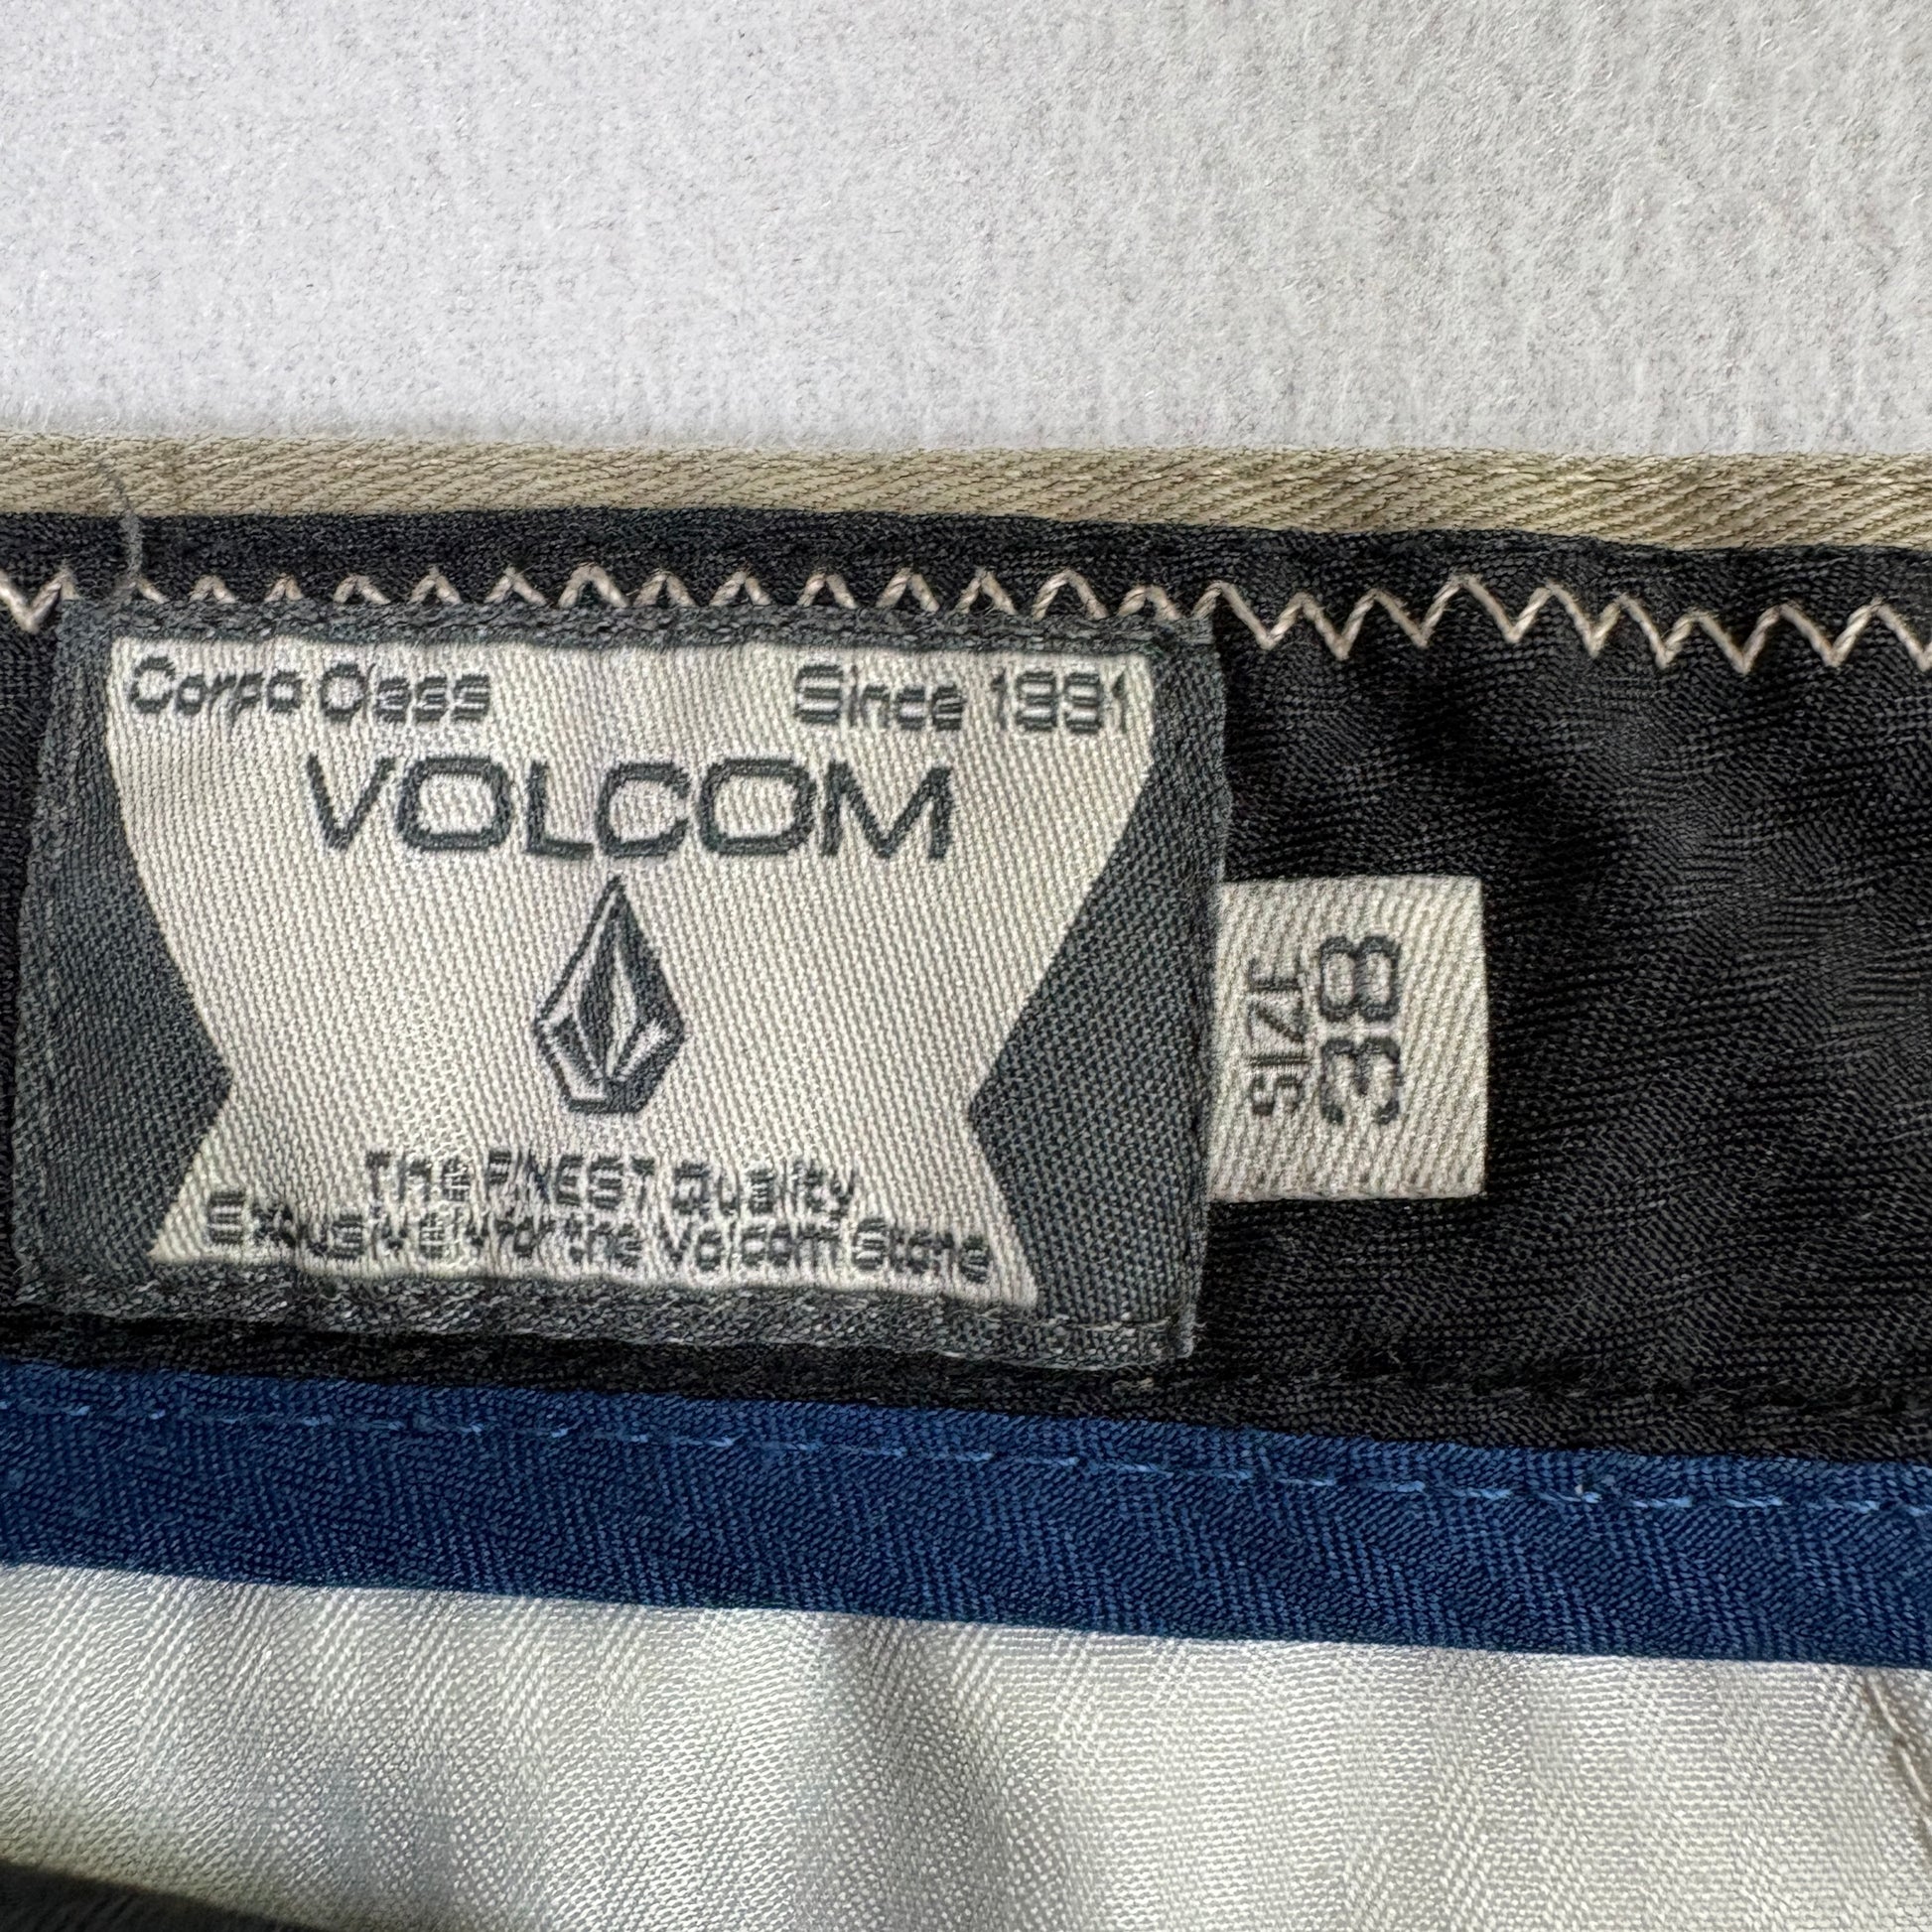 Corpo Class Since 1991
VOLCOM
The FINEST Quality
Exclusively for the Volcom Stone
SIZE
38